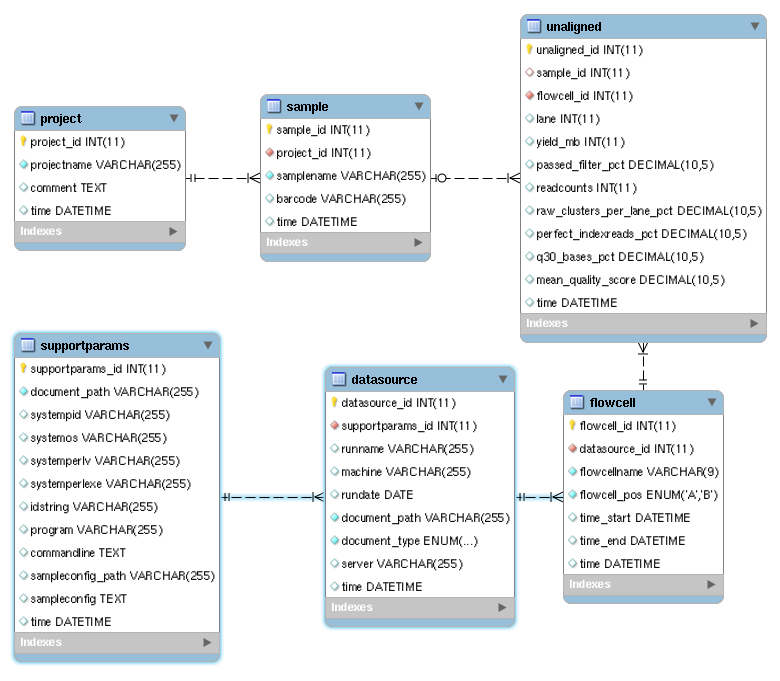 project
project_id INT(11)
projectname VARCHAR(255)
comment TEXT
time DATETIME
Indexes
sample
sample_id INT(11)
project_id INT(11)
samplename VARCHAR(255)
barcode VARCHAR(255)
time DATETIME
Indexes
unaligned
unaligned_id INT(11)
sample_id INT(11)
flowcell_id INT(11)
lane INT(11)
yield_mb INT(11)
passed_filter_pct DECIMAL(10,5)
readcounts INT(11)
raw_clusters_per_lane_pct DECIMAL(10,5)
perfect_indexreads_pct DECIMAL(10,5)
q30_bases_pct DECIMAL(10,5)
mean_quality_score DECIMAL(10,5)
time DATETIME
Indexes
supportparams
supportparams_id INT(11)
document_path VARCHAR(255)
systempid VARCHAR(255)
systemos VARCHAR(255)
systemperlv VARCHAR(255)
systemperlexe VARCHAR(255)
idstring VARCHAR(255)
program VARCHAR(255)
commandline TEXT
sampleconfig_path VARCHAR(255)
sampleconfig TEXT
time DATETIME
Indexes
datasource
datasource_id INT(11)
supportparams_id INT(11)
runname VARCHAR(255)
machine VARCHAR(255)
rundate DATE
document_path VARCHAR(255)
document_type ENUM(...)
server VARCHAR(255)
time DATETIME
Indexes
flowcell
flowcell_id INT(11)
datasource_id INT(11)
flowcellname VARCHAR(9)
flowcell_pos ENUM('A','B')
time_start DATETIME
time_end DATETIME
time DATETIME
Indexes